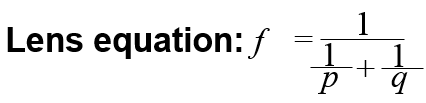 Lens equation: f = 1 / (1/p + 1/q)